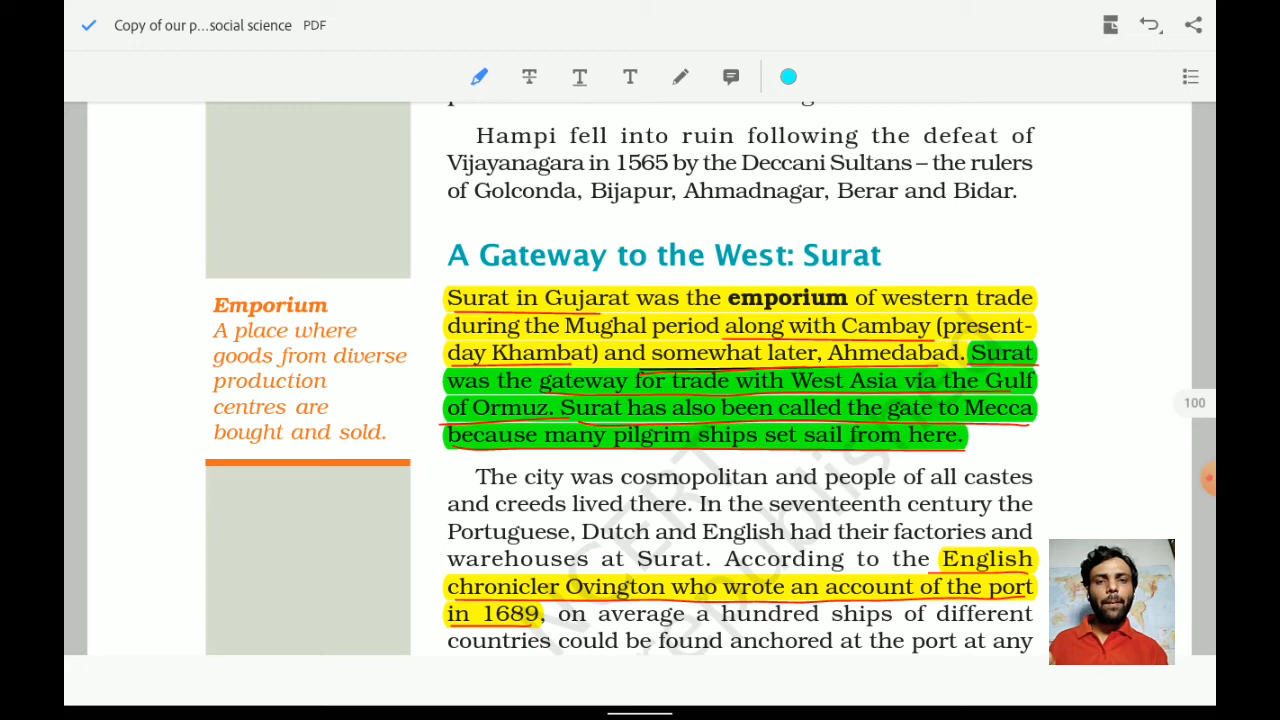 Copy of our p...social science PDF
Hampi fell into ruin following the defeat of
Vijayanagara in 1565 by the Deccani Sultans – the rulers
of Golconda, Bijapur, Ahmadnagar, Berar and Bidar.
A Gateway to the West: Surat
Emporium
A place where
goods from diverse
production
centres are
bought and sold.
Surat in Gujarat was the emporium of western trade
during the Mughal period along with Cambay (present-
day Khambat) and somewhat later, Ahmedabad. Surat
was the gateway for trade with West Asia via the Gulf
of Ormuz. Surat has also been called the gate to Mecca
because many pilgrim ships set sail from here.
100
The city was cosmopolitan and people of all castes
and creeds lived there. In the seventeenth century the
Portuguese, Dutch and English had their factories and
warehouses at Surat. According to the English
chronicler Ovington who wrote an account of the port
in 1689, on average a hundred ships of different
countries could be found anchored at the port at any
NCERT
republished